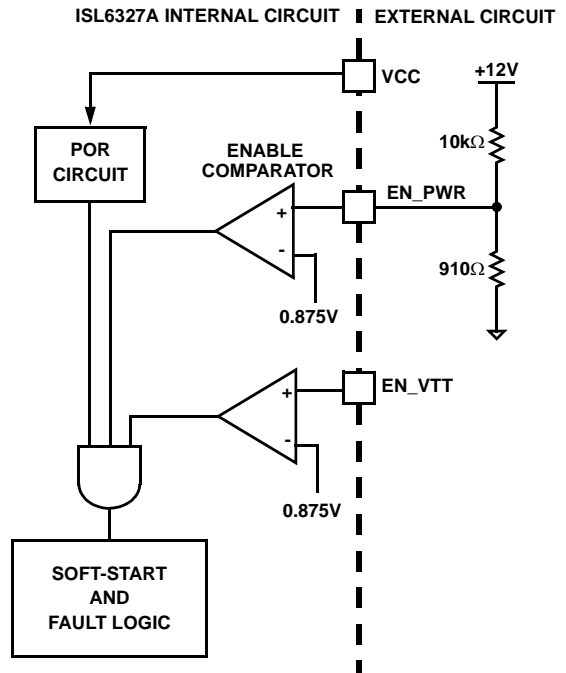 ISL6327A INTERNAL CIRCUIT
EXTERNAL CIRCUIT
VCC
+12V
POR
CIRCUIT
ENABLE
COMPARATOR
10kΩ
EN_PWR
+
-
910Ω
0.875V
EN_VTT
+
-
0.875V
SOFT-START
AND
FAULT LOGIC